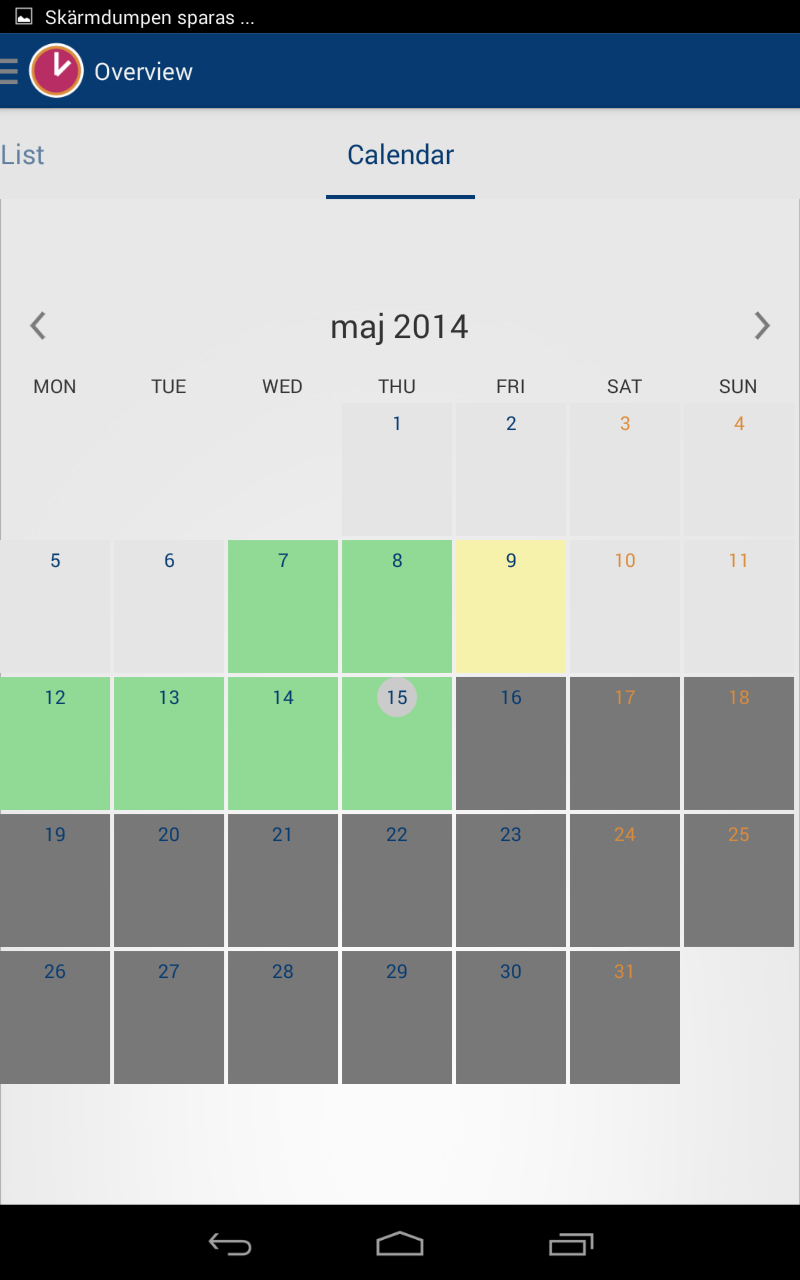 Skärmdumpen sparas ...
Overview
List Calendar
maj 2014
MON TUE WED THU FRI SAT SUN
1 2 3 4
5 6 7 8 9 10 11
12 13 14 15 16 17 18
19 20 21 22 23 24 25
26 27 28 29 30 31